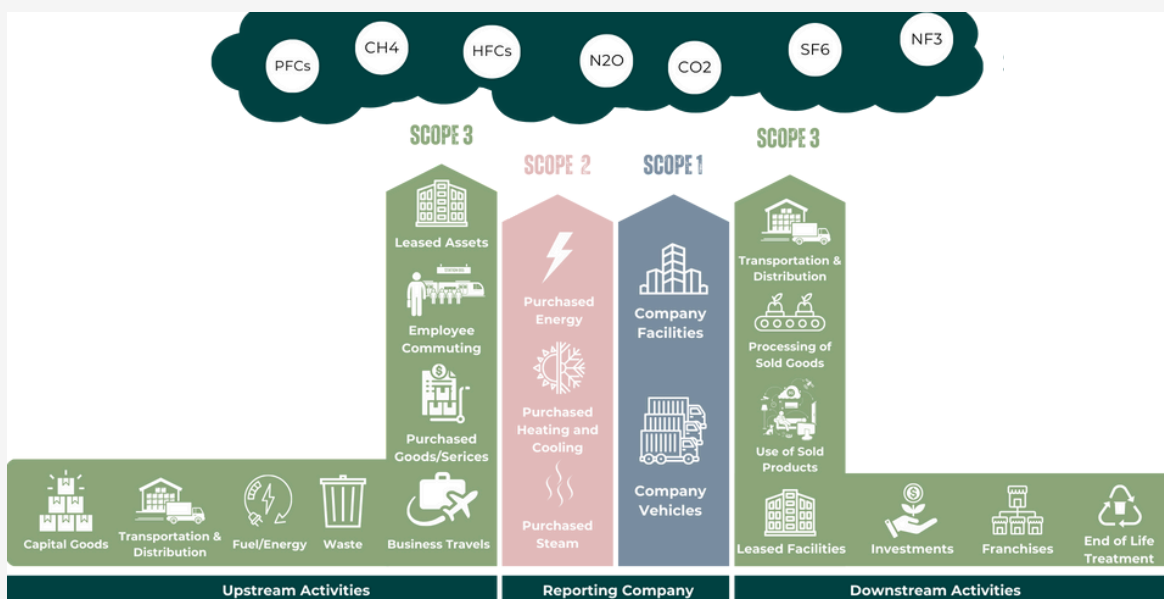 PFCs
CH4
HFCs
N2O
CO2
SF6
NF3
SCOPE 3
SCOPE 2
SCOPE 1
SCOPE 3
Leased Assets
Employee
Commuting
Purchased
Goods/Serices
Capital Goods
Transportation &
Distribution
Fuel/Energy
Waste
Business Travels
Purchased
Energy
Purchased
Heating and
Cooling
Purchased
Steam
Company
Facilities
Company
Vehicles
Transportation &
Distribution
Processing of
Sold Goods
Use of Sold
Products
Leased Facilities
Investments
Franchises
End of Life
Treatment
Upstream Activities
Reporting Company
Downstream Activities